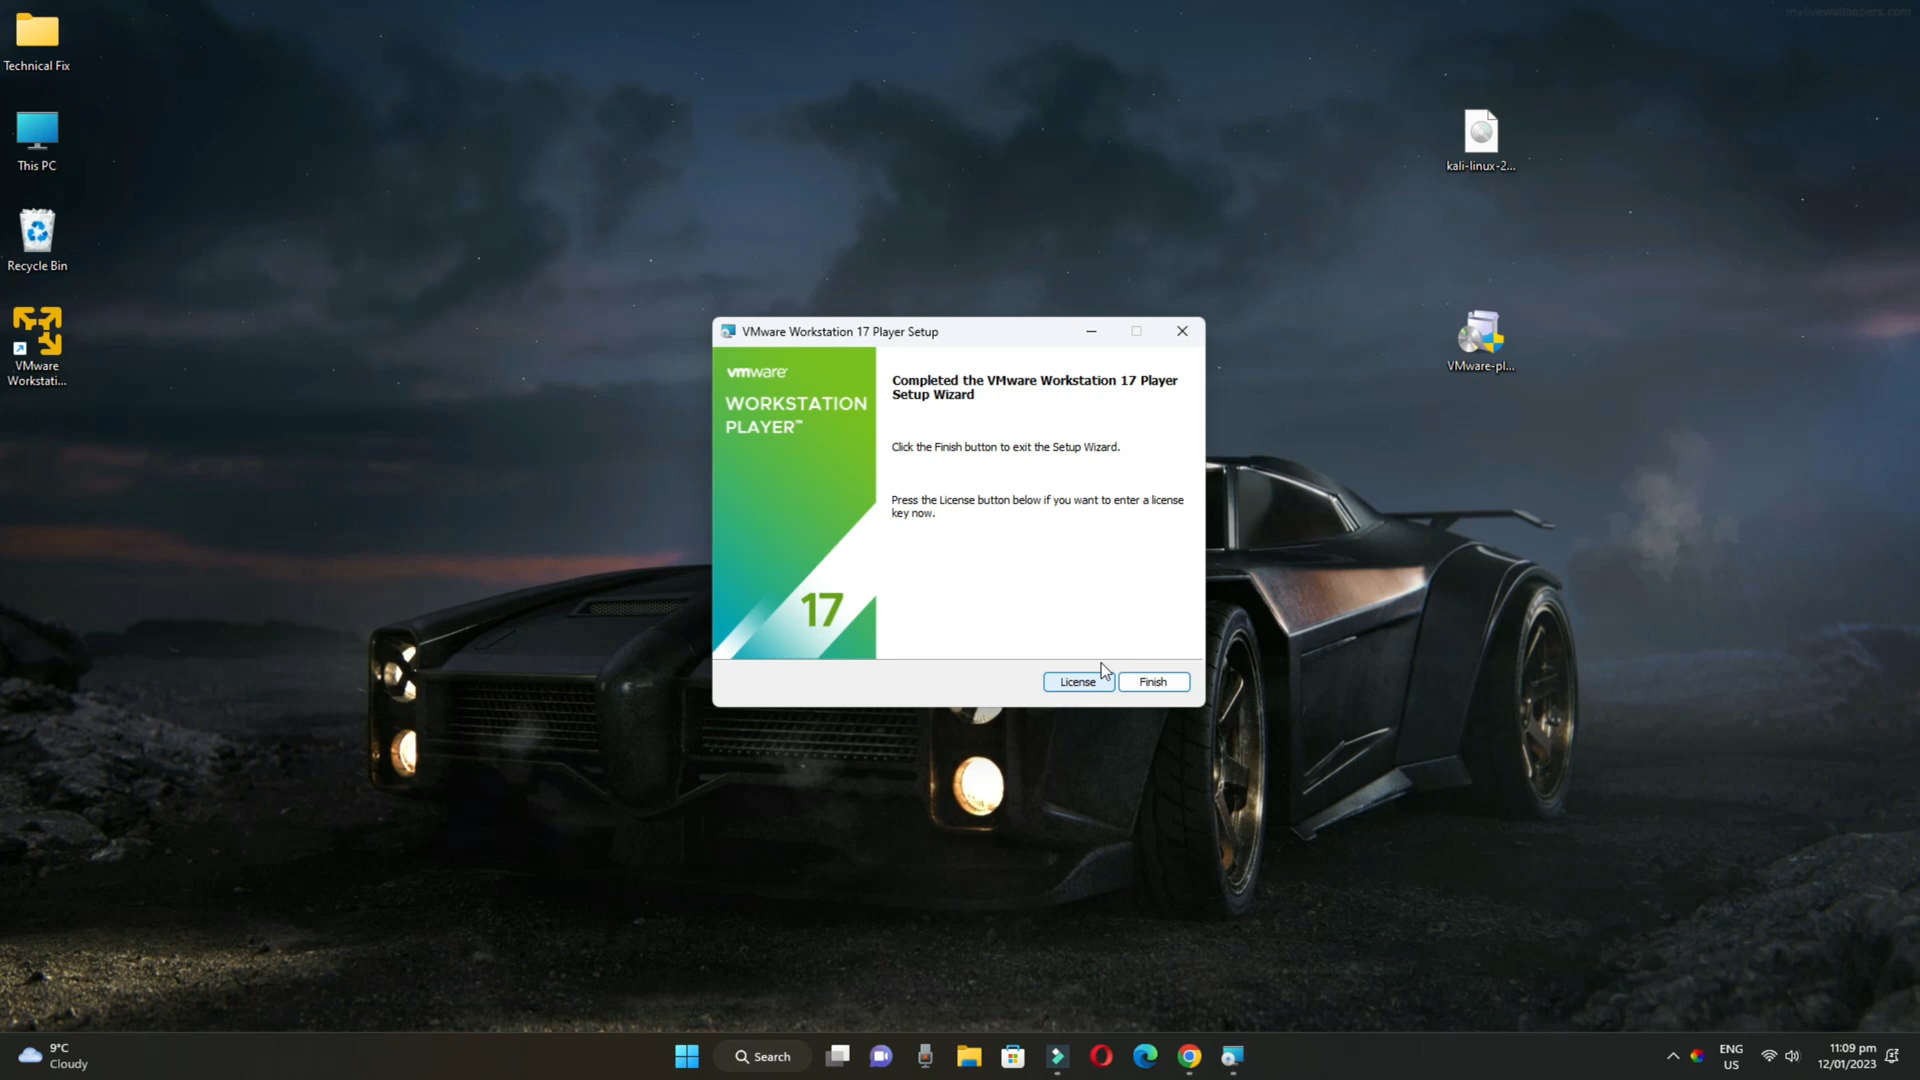 mylivewallpapers.com
Technical Fix
This PC
Recycle Bin
VMware
Workstati...
kali-linux-2...
VMware-pl...
VMware Workstation 17 Player Setup
vmware
WORKSTATION
PLAYER™
17
Completed the VMware Workstation 17 Player
Setup Wizard
Click the Finish button to exit the Setup Wizard.
Press the License button below if you want to enter a license
key now.
License
Finish
9°C
Cloudy
Search
ENG
US
11:09 pm
12/01/2023